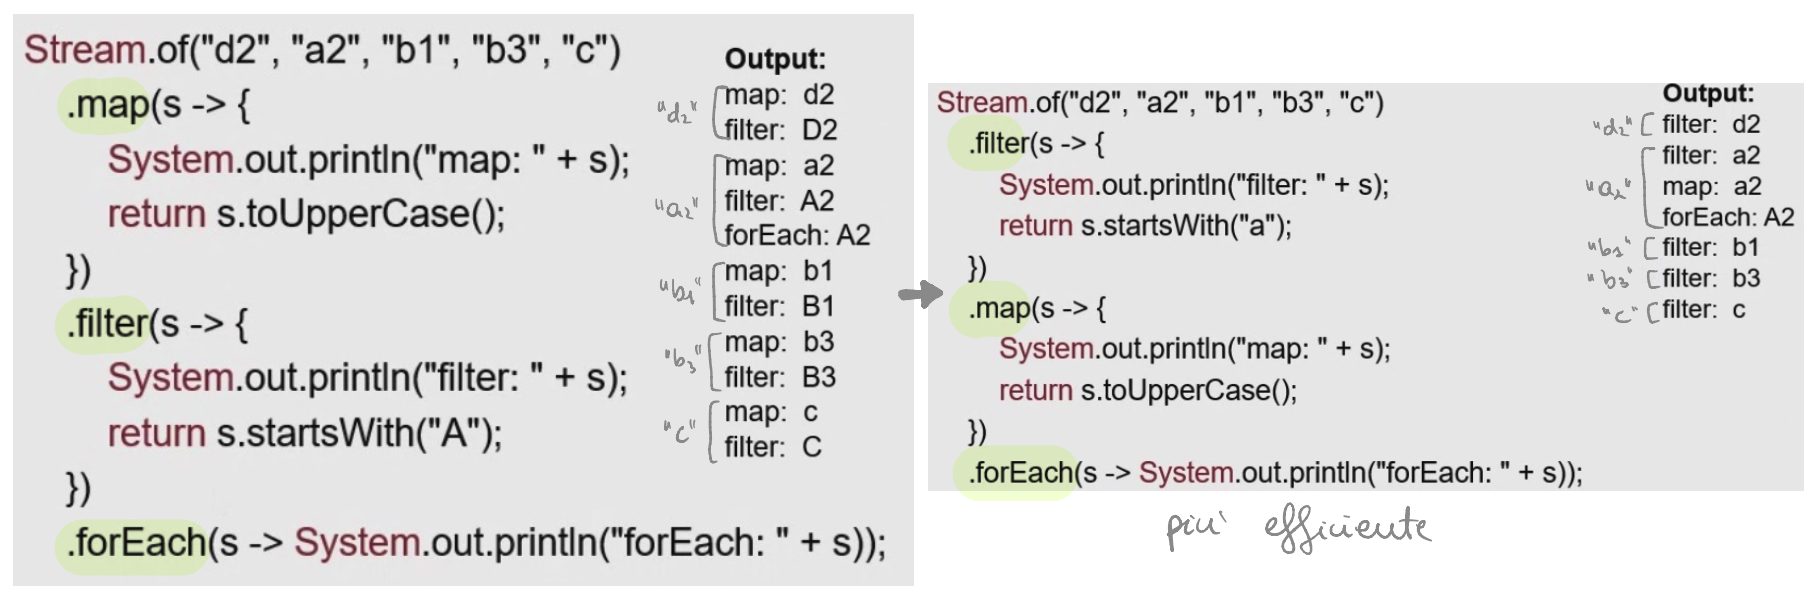 Stream.of("d2", "a2", "b1", "b3", "c")
.map(s -> {
System.out.println("map: " + s);
return s.toUpperCase();
})
.filter(s -> {
System.out.println("filter: " + s);
return s.startsWith("A");
})
.forEach(s -> System.out.println("forEach: " + s));
Output:
"d2" map: d2
filter: D2
map: a2
"a2" filter: A2
forEach: A2
"b1" map: b1
filter: B1
"b3" map: b3
filter: B3
"c" map: c
filter: C
Stream.of("d2", "a2", "b1", "b3", "c")
.filter(s -> {
System.out.println("filter: " + s);
return s.startsWith("a");
})
.map(s -> {
System.out.println("map: " + s);
return s.toUpperCase();
})
.forEach(s -> System.out.println("forEach: " + s));
Output:
"d2" filter: d2
filter: a2
"a2" map: a2
forEach: A2
"b1" filter: b1
"b3" filter: b3
"c" filter: c
più efficiente